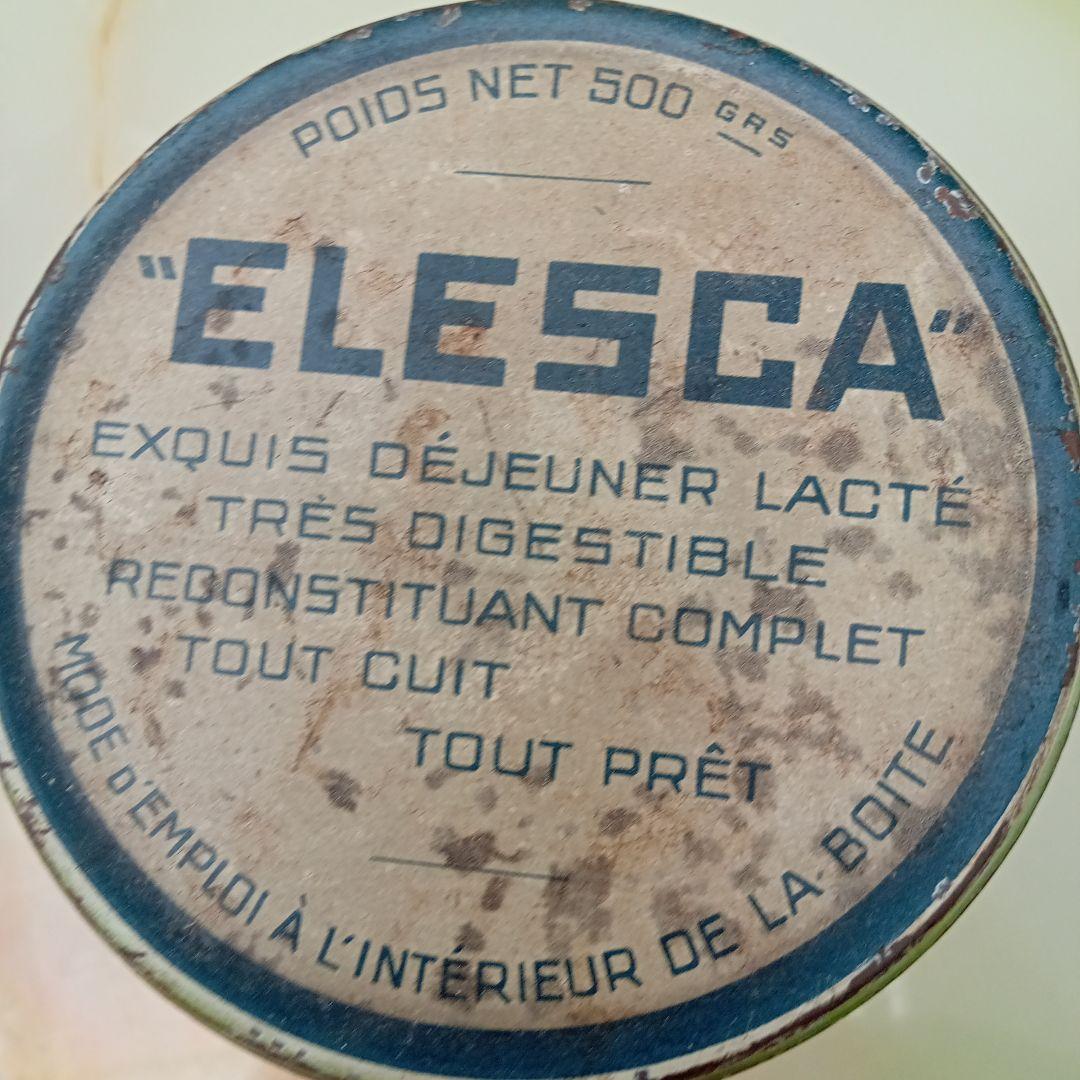 POIDS NET 500 GRS
"ELESCA"
EXQUIS DÉJEUNER LACTÉ
TRÈS DIGESTIBLE
RECONSTITUANT COMPLET
TOUT CUIT
TOUT PRÊT
MODE D'EMPLOI À L'INTÉRIEUR DE LA BOITE